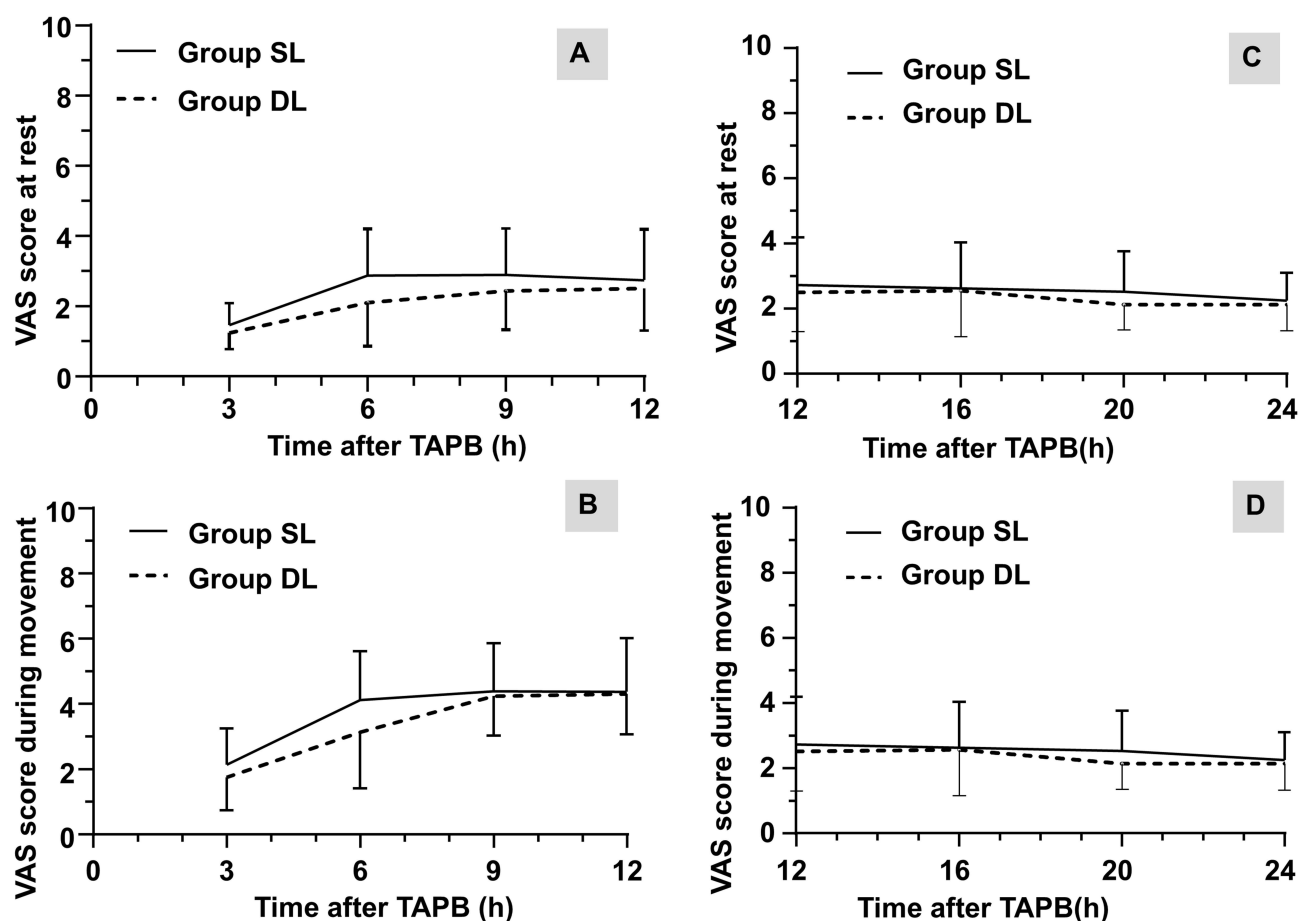 A
Group SL
Group DL
VAS score at rest
10
8
6
4
2
0
0 3 6 9 12
Time after TAPB (h)
C
Group SL
Group DL
VAS score at rest
10
8
6
4
2
0
12 16 20 24
Time after TAPB(h)
B
Group SL
Group DL
VAS score during movement
10
8
6
4
2
0
0 3 6 9 12
Time after TAPB (h)
D
Group SL
Group DL
VAS score during movement
10
8
6
4
2
0
12 16 20 24
Time after TAPB(h)